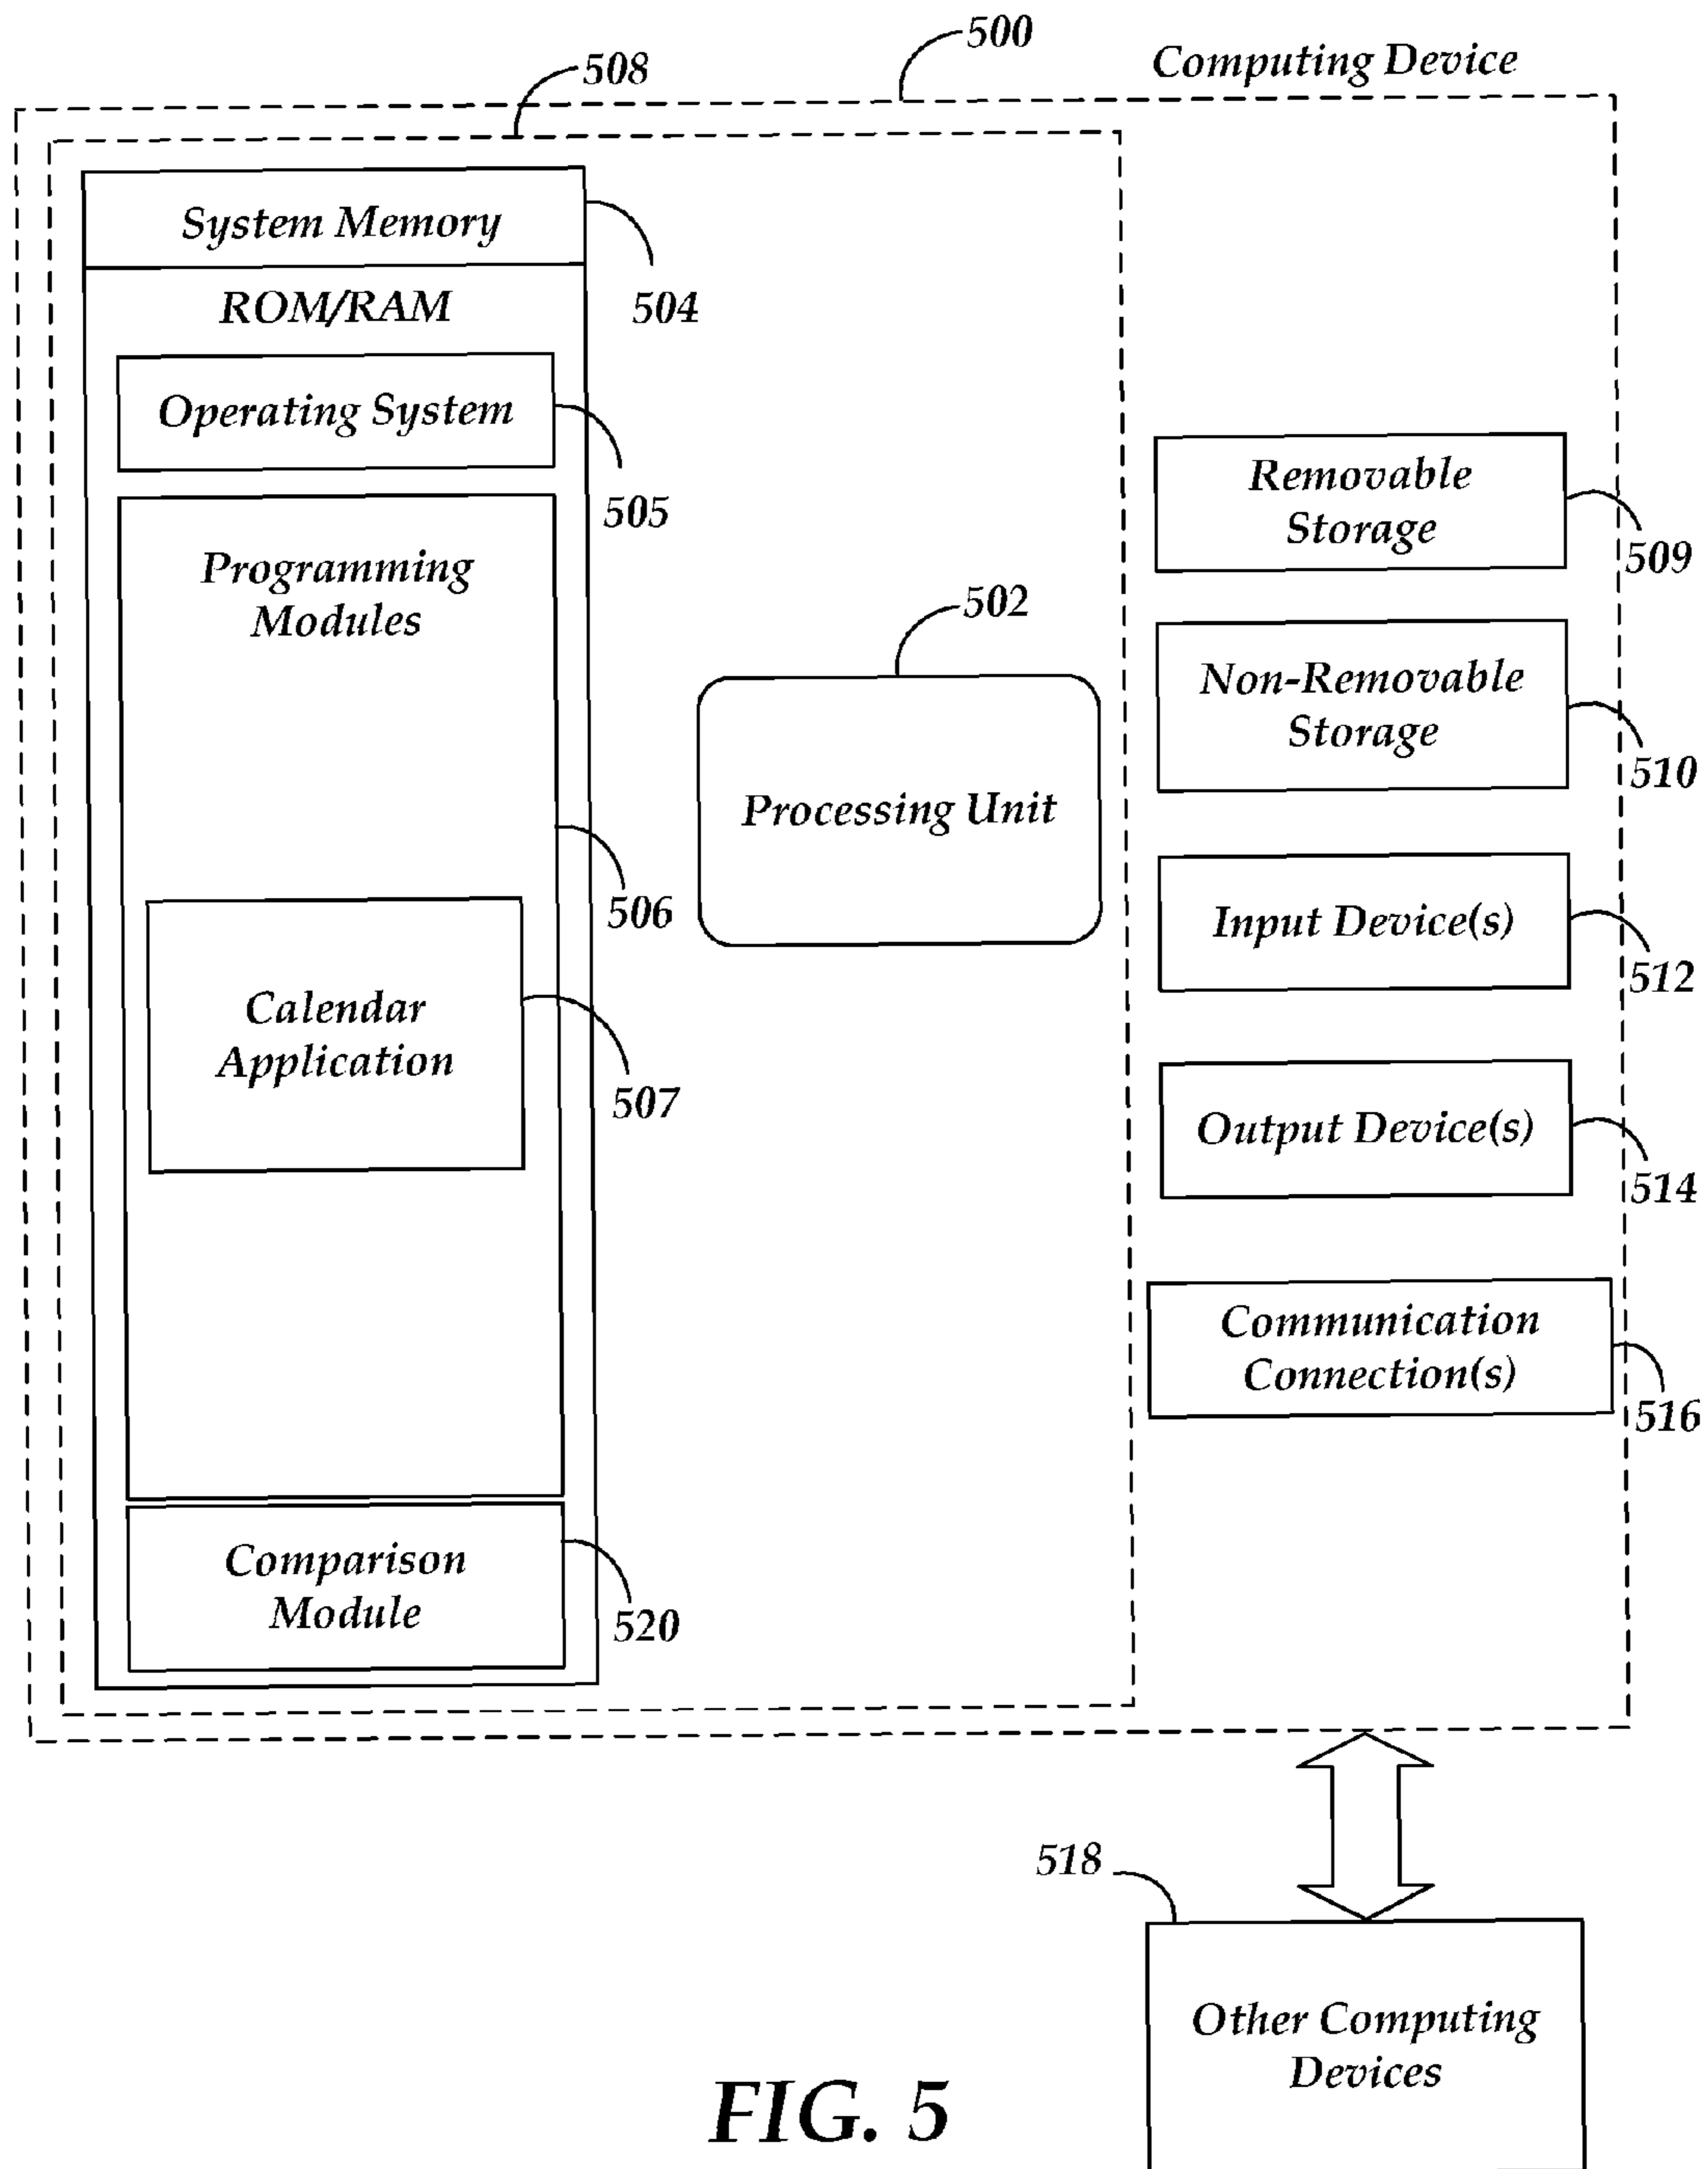 500
Computing Device
508
System Memory
504
ROM/RAM
Operating System
505
Programming
Modules
506
Calendar
Application
507
Comparison
Module
520
502
Processing Unit
Removable
Storage
509
Non-Removable
Storage
510
Input Device(s)
512
Output Device(s)
514
Communication
Connection(s)
516
518
Other Computing
Devices
FIG. 5